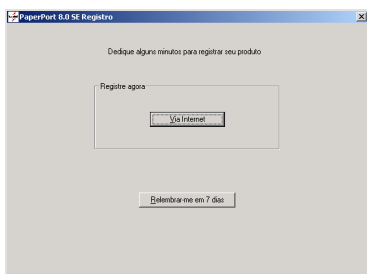 PaperPort 8.0 SE Registro
Dedique alguns minutos para registrar seu produto
Registre agora
Via Internet
Relembrar-me em 7 dias